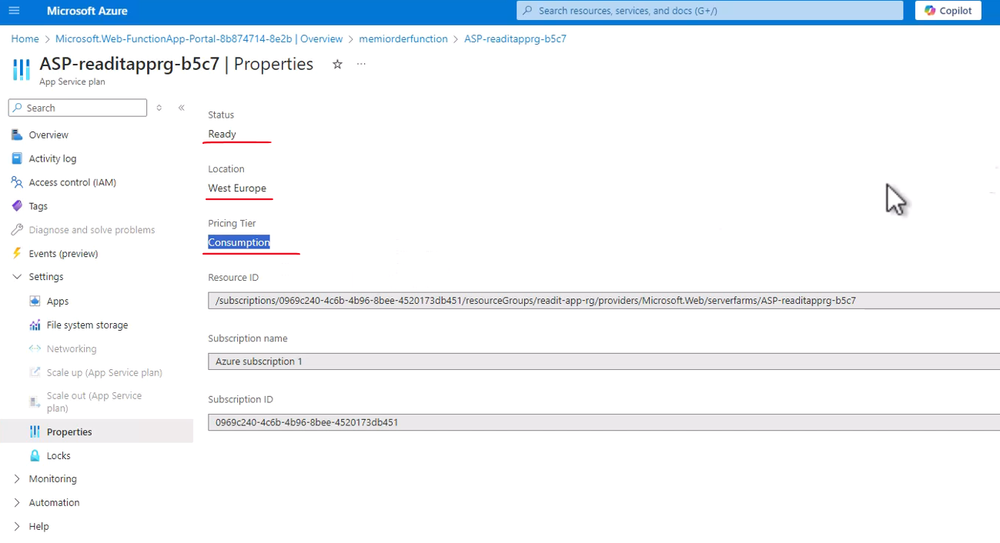 Microsoft Azure
Search resources, services, and docs (G+/)
Copilot
Home > Microsoft.Web-FunctionApp-Portal-8b874714-8e2b | Overview > memiorderfunction > ASP-readitapprg-b5c7
ASP-readitapprg-b5c7 | Properties
App Service plan
Search
Overview
Activity log
Access control (IAM)
Tags
Diagnose and solve problems
Events (preview)
Settings
Apps
File system storage
Networking
Scale up (App Service plan)
Scale out (App Service
plan)
Properties
Locks
Monitoring
Automation
Help
Status
Ready
Location
West Europe
Pricing Tier
Consumption
Resource ID
/subscriptions/0969c240-4c6b-4b96-8bee-4520173db451/resourceGroups/readit-app-rg/providers/Microsoft.Web/serverfarms/ASP-readitapprg-b5c7
Subscription name
Azure subscription 1
Subscription ID
0969c240-4c6b-4b96-8bee-4520173db451